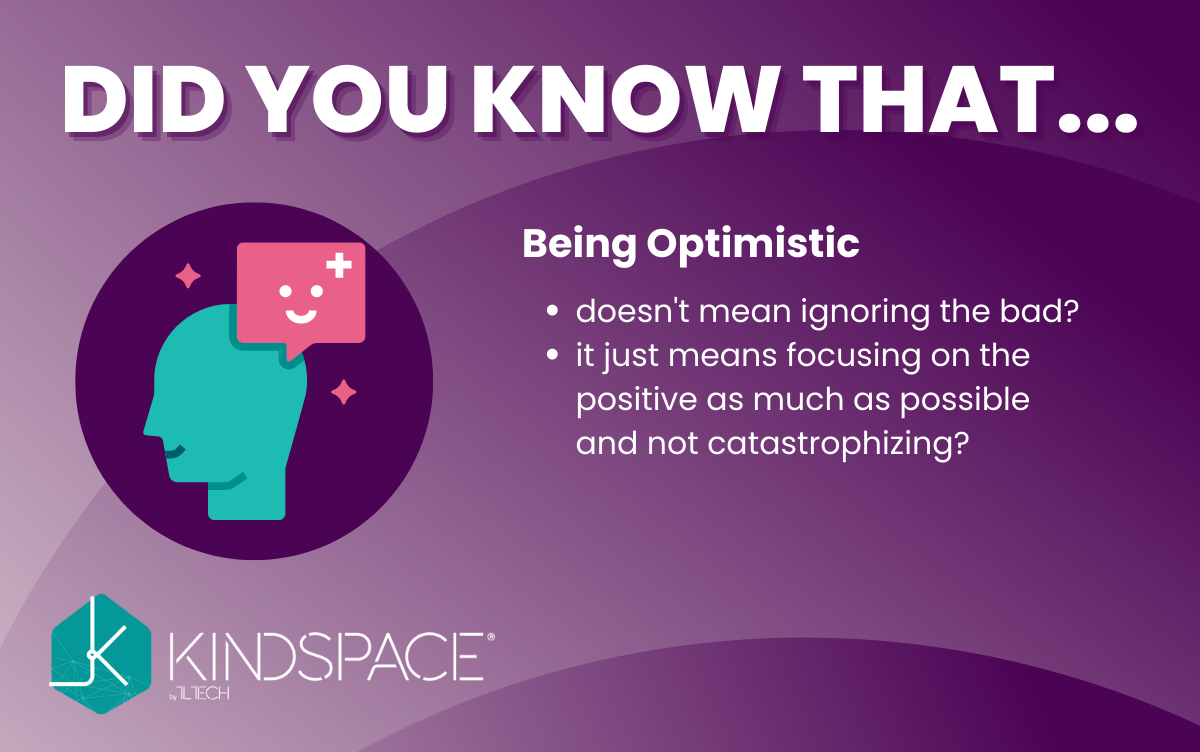 DID YOU KNOW THAT...
Being Optimistic
• doesn't mean ignoring the bad?
• it just means focusing on the
positive as much as possible
and not catastrophizing?
KINDSPACE®
by 1L1TECH